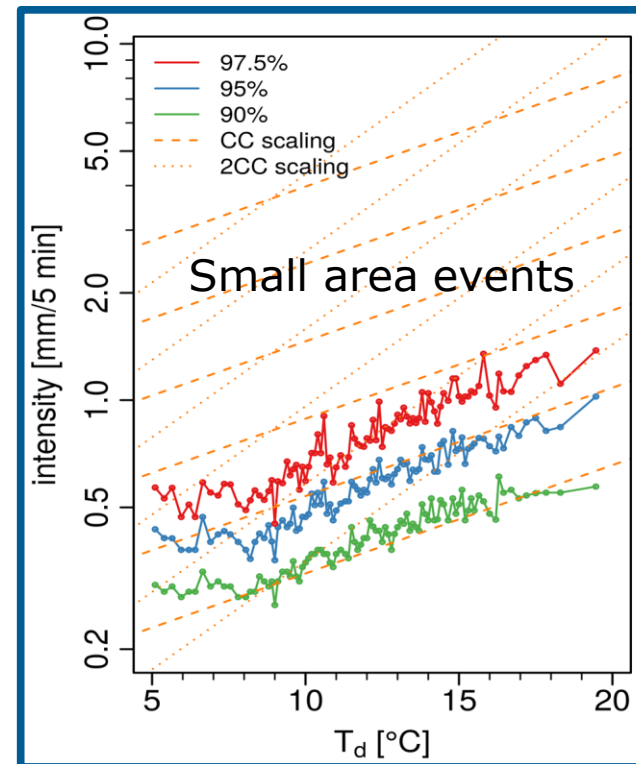 10.0
5.0
2.0
1.0
0.5
0.2
intensity [mm/5 min]
97.5%
95%
90%
CC scaling
2CC scaling
Small area events
5 10 15 20
T_d [°C]